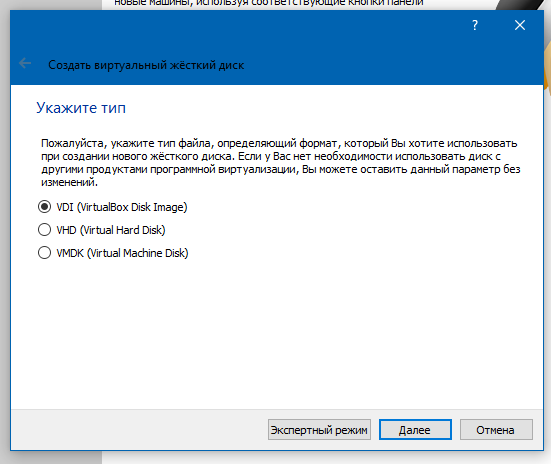 новые машины, используя соответствующие кнопки панели
?
Создать виртуальный жёсткий диск
Укажите тип
Пожалуйста, укажите тип файла, определяющий формат, который Вы хотите использовать
при создании нового жёсткого диска. Если у Вас нет необходимости использовать диск с
другими продуктами программной виртуализации, Вы можете оставить данный параметр без
изменений.
VDI (VirtualBox Disk Image)
VHD (Virtual Hard Disk)
VMDK (Virtual Machine Disk)
Экспертный режим Далее Отмена